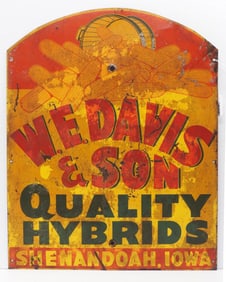 W.E. DAVIS
& SON
QUALITY
HYBRIDS
SHENANDOAH, IOWA